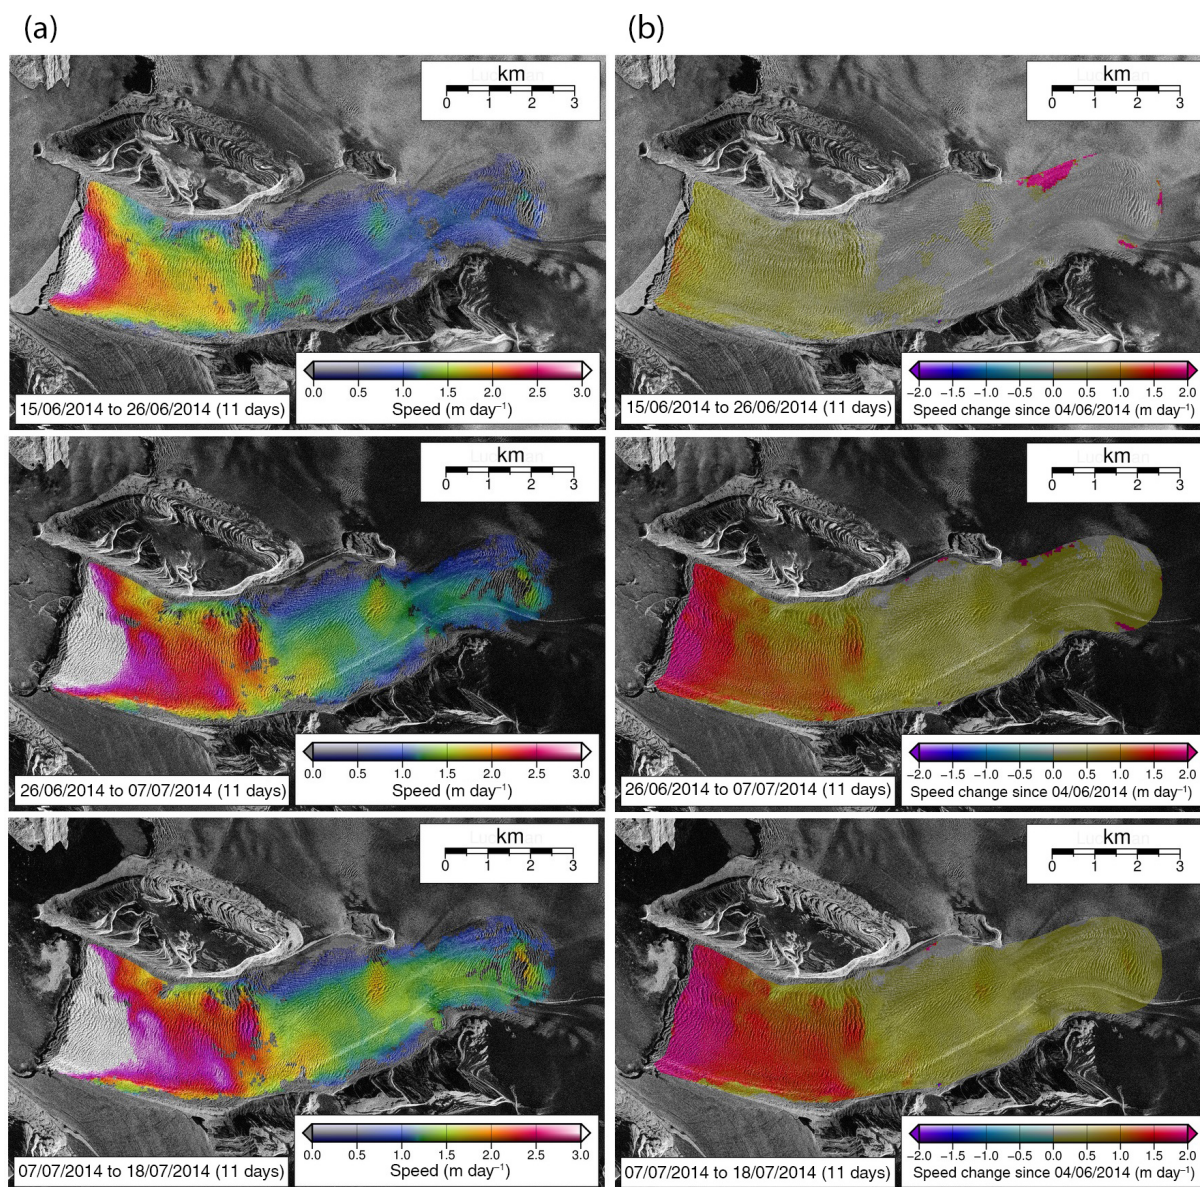 (a)
(b)
km
0 1 2 3
km
0 1 2 3
0.0 0.5 1.0 1.5 2.0 2.5 3.0
Speed (m day⁻¹)
15/06/2014 to 26/06/2014 (11 days)
−2.0 −1.5 −1.0 −0.5 0.0 0.5 1.0 1.5 2.0
Speed change since 04/06/2014 (m day⁻¹)
15/06/2014 to 26/06/2014 (11 days)
km
0 1 2 3
km
0 1 2 3
0.0 0.5 1.0 1.5 2.0 2.5 3.0
Speed (m day⁻¹)
26/06/2014 to 07/07/2014 (11 days)
−2.0 −1.5 −1.0 −0.5 0.0 0.5 1.0 1.5 2.0
Speed change since 04/06/2014 (m day⁻¹)
26/06/2014 to 07/07/2014 (11 days)
km
0 1 2 3
km
0 1 2 3
0.0 0.5 1.0 1.5 2.0 2.5 3.0
Speed (m day⁻¹)
07/07/2014 to 18/07/2014 (11 days)
−2.0 −1.5 −1.0 −0.5 0.0 0.5 1.0 1.5 2.0
Speed change since 04/06/2014 (m day⁻¹)
07/07/2014 to 18/07/2014 (11 days)